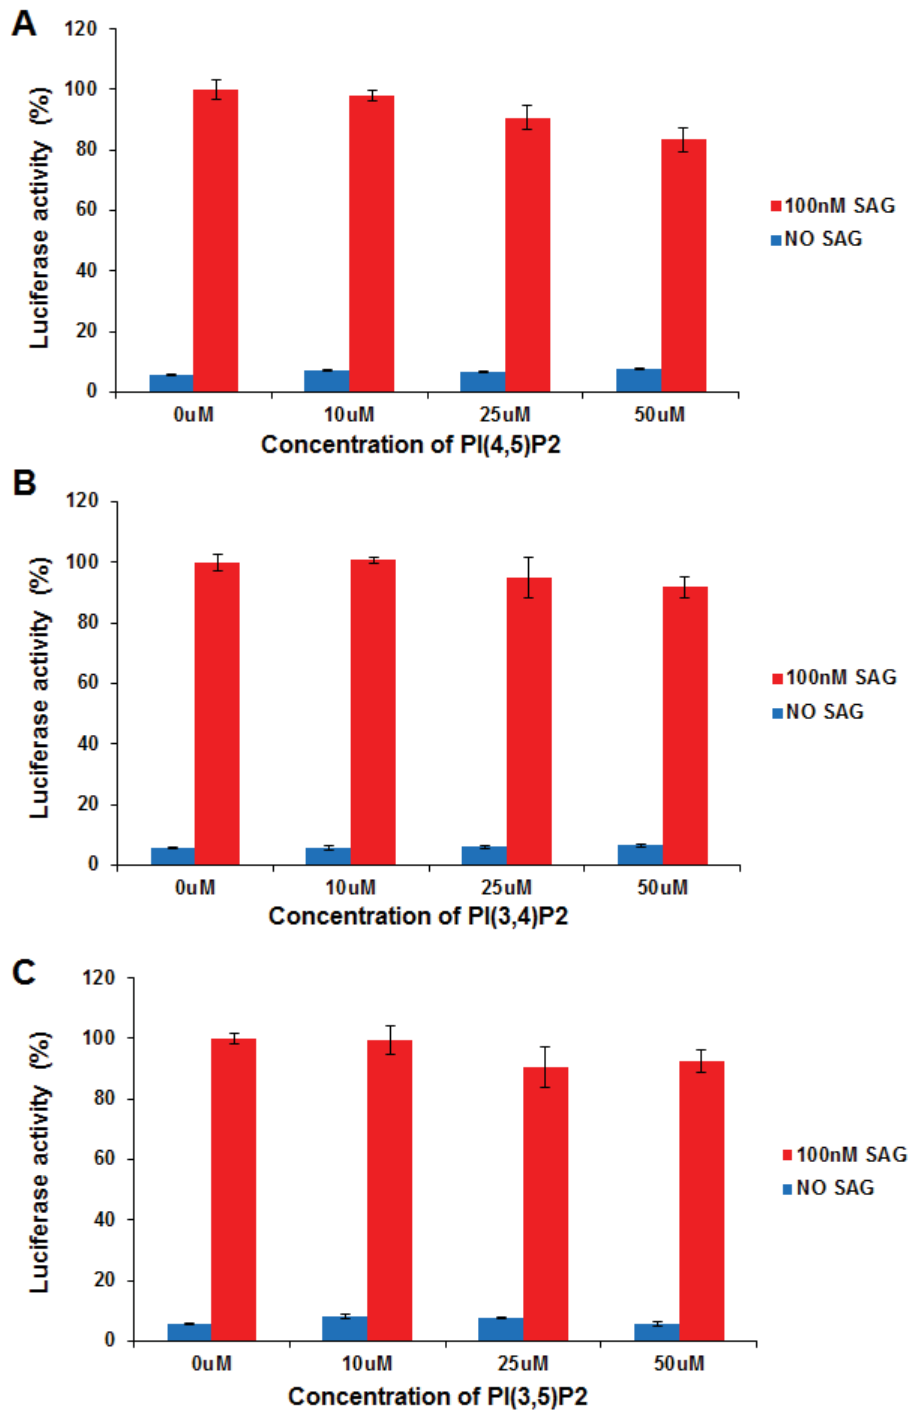 A
120
100
80
60
40
20
0
Luciferase activity (%)
0uM 10uM 25uM 50uM
Concentration of PI(4,5)P2
100nM SAG
NO SAG
B
120
100
80
60
40
20
0
Luciferase activity (%)
0uM 10uM 25uM 50uM
Concentration of PI(3,4)P2
100nM SAG
NO SAG
C
120
100
80
60
40
20
0
Luciferase activity (%)
0uM 10uM 25uM 50uM
Concentration of PI(3,5)P2
100nM SAG
NO SAG